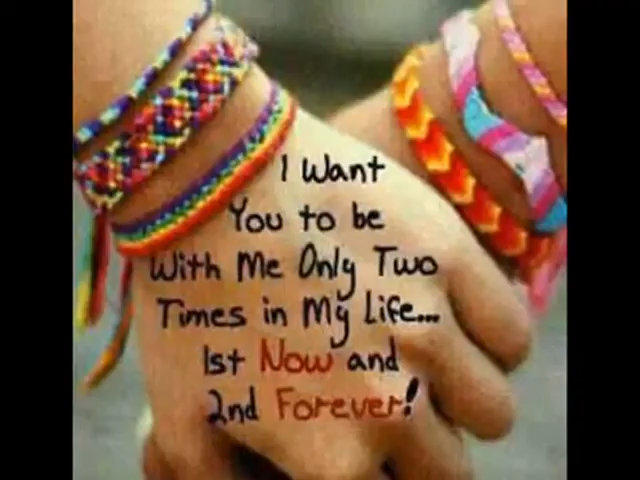 I Want
You to be
With Me Only Two
Times in My Life...
1st Now and
2nd Forever!